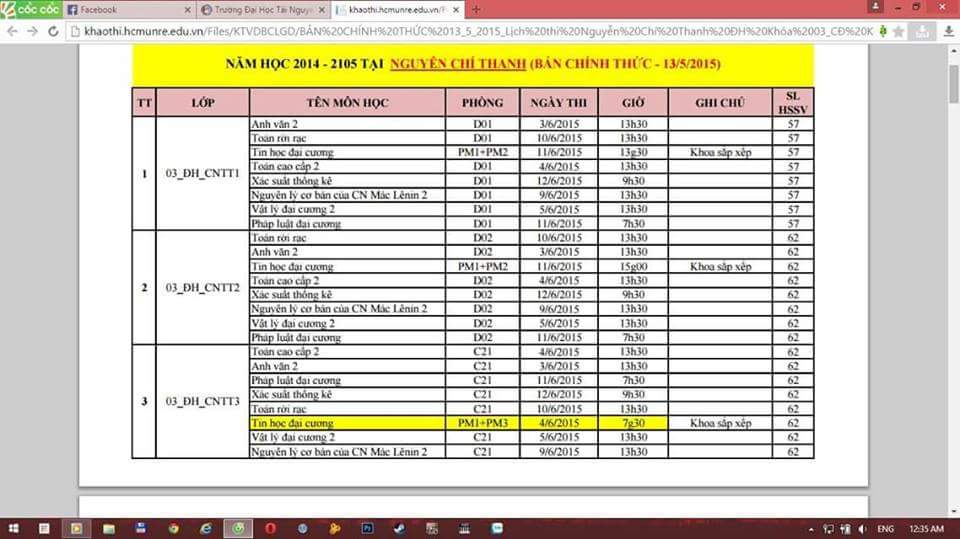 CỐC CỐC
Facebook
Trường Đại Học Tài Nguyê
khaothi.hcmunre.edu.vn/F
khaothi.hcmunre.edu.vn/Files/KTVDBCLGD/BẢN%20CHÍNH%20THỨC%2013_5_2015_Lịch%20thi%20Nguyễn%20Chí%20Thanh%20ĐH%20Khóa%2003_CĐ%20K
NĂM HỌC 2014 - 2105 TẠI NGUYỄN CHÍ THANH (BẢN CHÍNH THỨC - 13/5/2015)
TT LỚP TÊN MÔN HỌC PHÒNG NGÀY THI GIỜ GHI CHÚ SL HSSV
1 03_ĐH_CNTT1
Anh văn 2 D01 3/6/2015 13h30 57
Toán rời rạc D01 10/6/2015 13h30 57
Tin học đại cương PM1+PM2 11/6/2015 13g30 Khoa sắp xếp 57
Toán cao cấp 2 D01 4/6/2015 13h30 57
Xác suất thống kê D01 12/6/2015 9h30 57
Nguyên lý cơ bản của CN Mác Lênin 2 D01 9/6/2015 13h30 57
Vật lý đại cương 2 D01 5/6/2015 13h30 57
Pháp luật đại cương D01 11/6/2015 7h30 57
2 03_ĐH_CNTT2
Toán rời rạc D02 10/6/2015 13h30 62
Anh văn 2 D02 3/6/2015 13h30 62
Tin học đại cương PM1+PM2 11/6/2015 15g00 Khoa sắp xếp 62
Toán cao cấp 2 D02 4/6/2015 13h30 62
Xác suất thống kê D02 12/6/2015 9h30 62
Nguyên lý cơ bản của CN Mác Lênin 2 D02 9/6/2015 13h30 62
Vật lý đại cương 2 D02 5/6/2015 13h30 62
Pháp luật đại cương D02 11/6/2015 7h30 62
3 03_ĐH_CNTT3
Toán cao cấp 2 C21 4/6/2015 13h30 62
Anh văn 2 C21 3/6/2015 13h30 62
Pháp luật đại cương C21 11/6/2015 7h30 62
Xác suất thống kê C21 12/6/2015 9h30 62
Toán rời rạc C21 10/6/2015 13h30 62
Tin học đại cương PM1+PM3 4/6/2015 7g30 Khoa sắp xếp 62
Vật lý đại cương 2 C21 5/6/2015 13h30 62
Nguyên lý cơ bản của CN Mác Lênin 2 C21 9/6/2015 13h30 62
ENG 12:35 AM